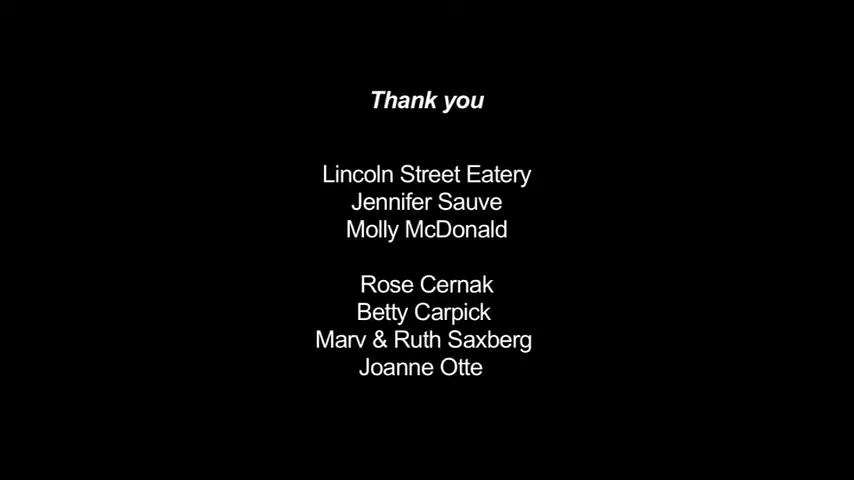 Thank you
Lincoln Street Eatery
Jennifer Sauve
Molly McDonald
Rose Cernak
Betty Carpick
Marv & Ruth Saxberg
Joanne Otte